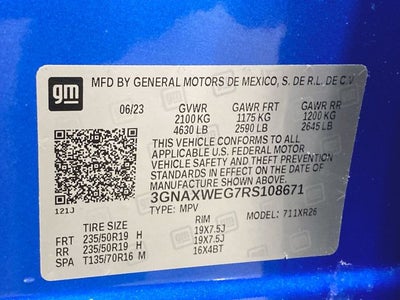 gm
MFD BY GENERAL MOTORS DE MEXICO, S. DE R.L. DE C.V
06/23 GVWR GAWR FRT GAWR RR
2100 KG 1175 KG 1200 KG
4630 LB 2590 LB 2645 LB
THIS VEHICLE CONFORMS TO ALL
APPLICABLE U.S. FEDERAL MOTOR
VEHICLE SAFETY AND THEFT PREVENTION
STANDARDS IN EFFECT ON THE DATE OF
MANUFACTURE SHOWN ABOVE.
3GNAXWEG7RS108671
121J TYPE: MPV MODEL: 711XR26
TIRE SIZE RIM
FRT 235/50R19 H 19X7.5J
RR 235/50R19 H 19X7.5J
SPA T135/70R16 M 16X4BT